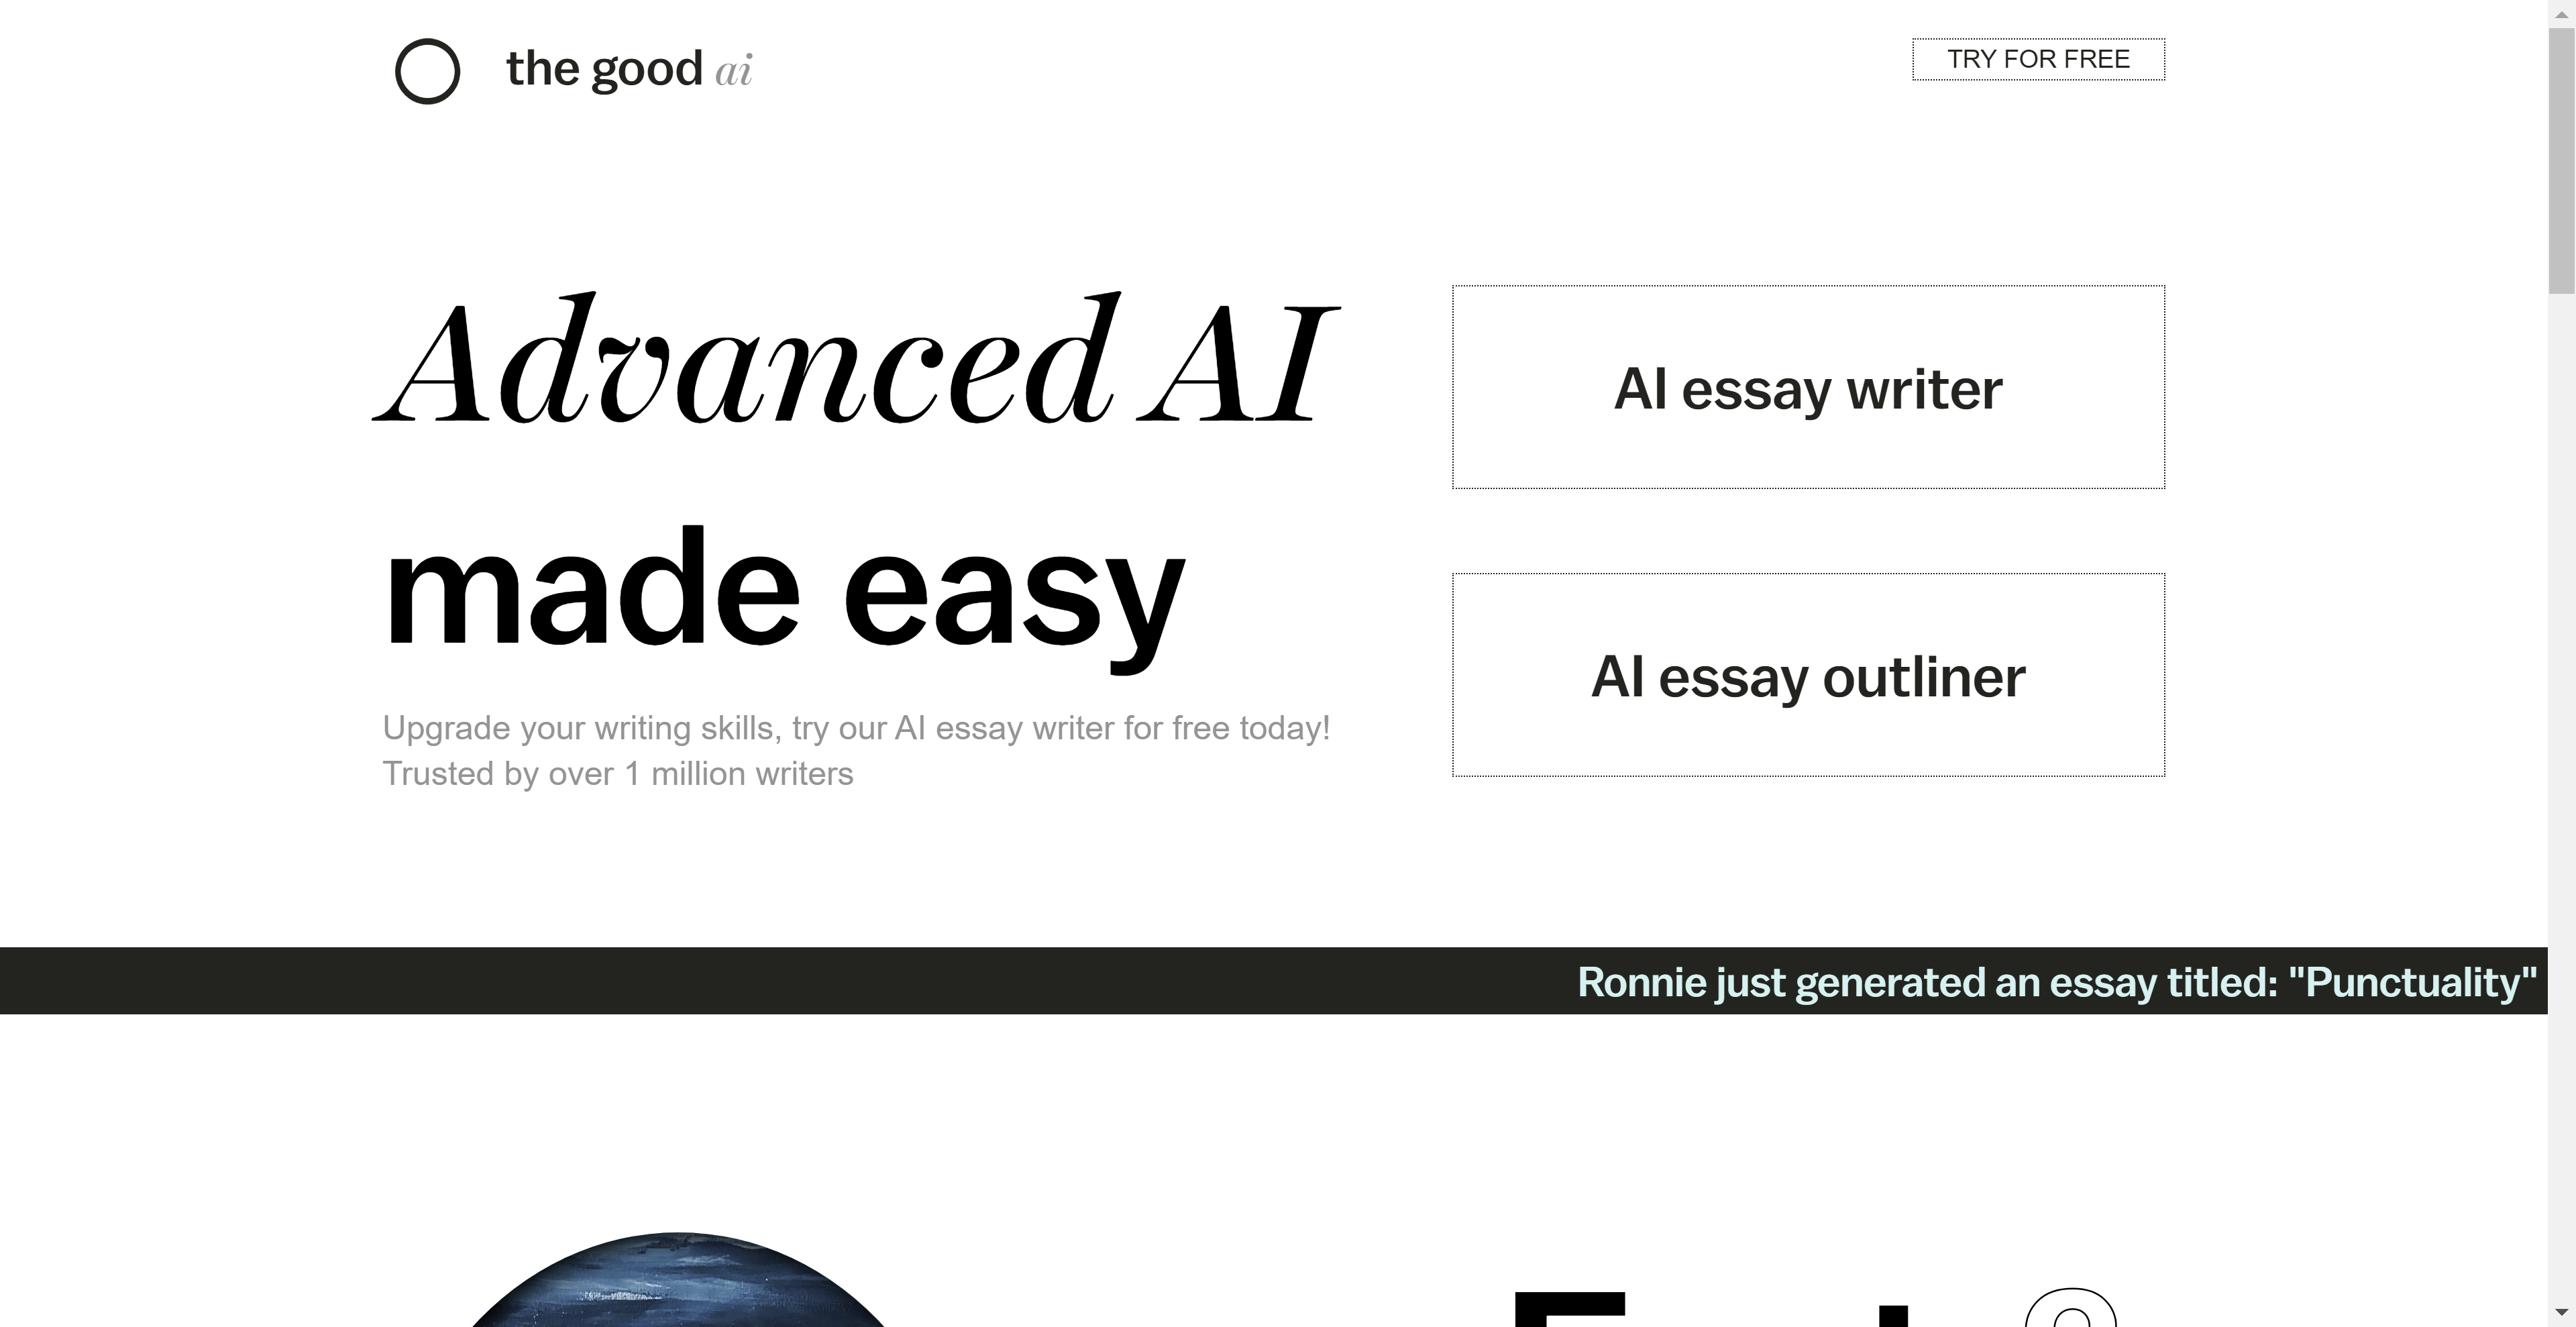 the good ai
TRY FOR FREE
Advanced AI
made easy
Upgrade your writing skills, try our AI essay writer for free today!
Trusted by over 1 million writers
AI essay writer
AI essay outliner
Ronnie just generated an essay titled: "Punctuality"